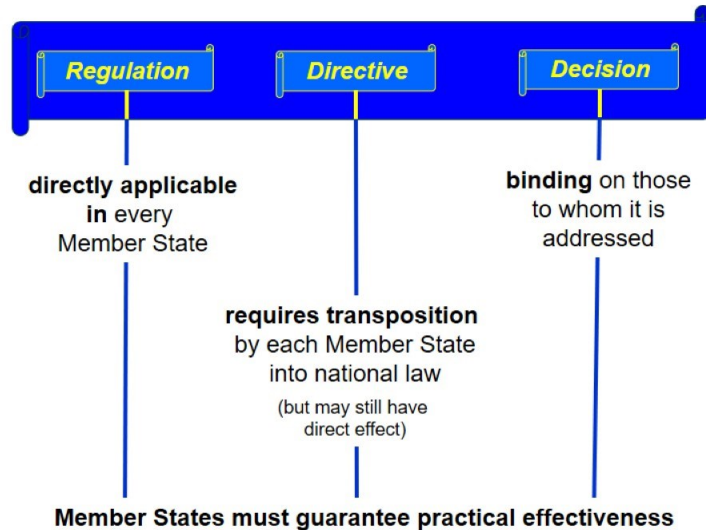 Regulation
Directive
Decision
directly applicable
in every
Member State
binding on those
to whom it is
addressed
requires transposition
by each Member State
into national law
(but may still have
direct effect)
Member States must guarantee practical effectiveness